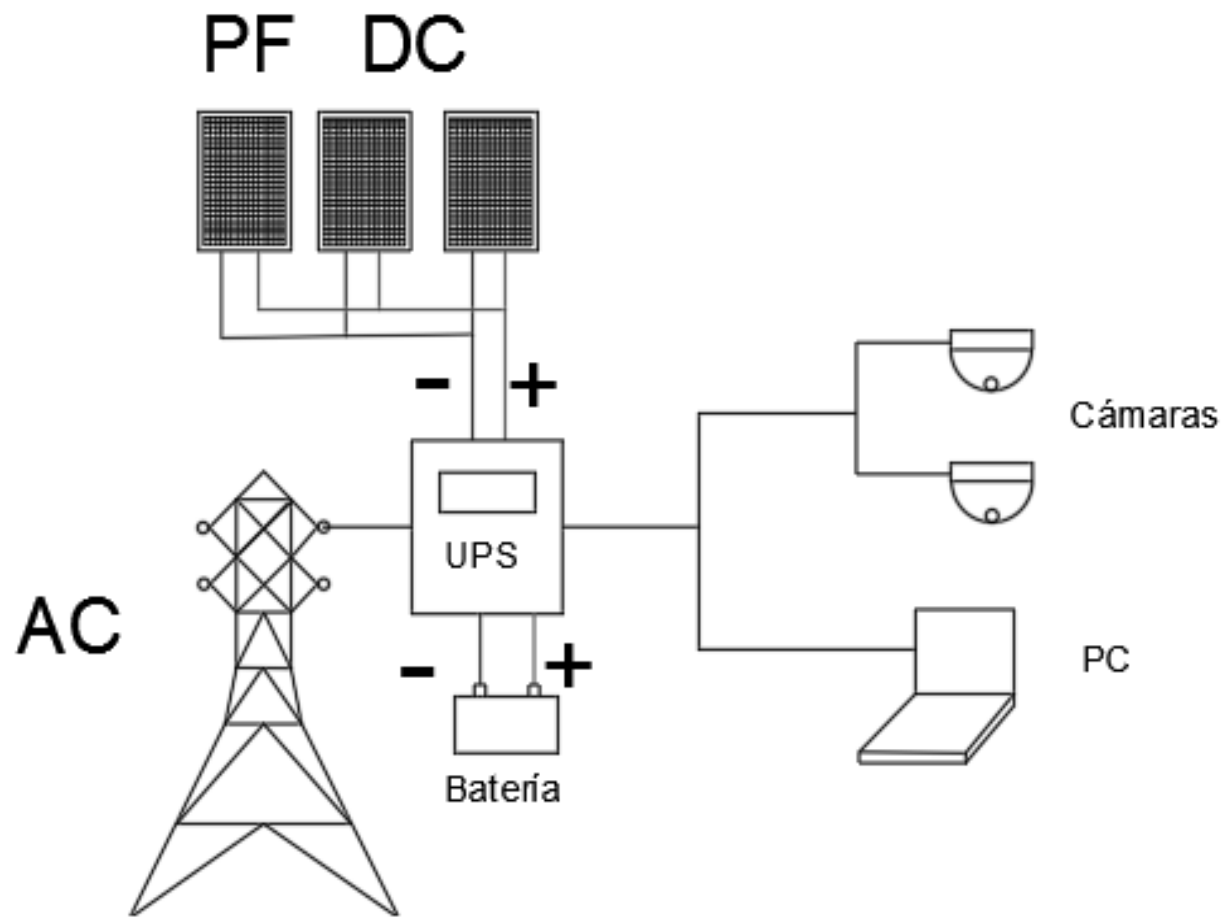 PF DC
- +
Cámaras
UPS
AC
- +
PC
Batería